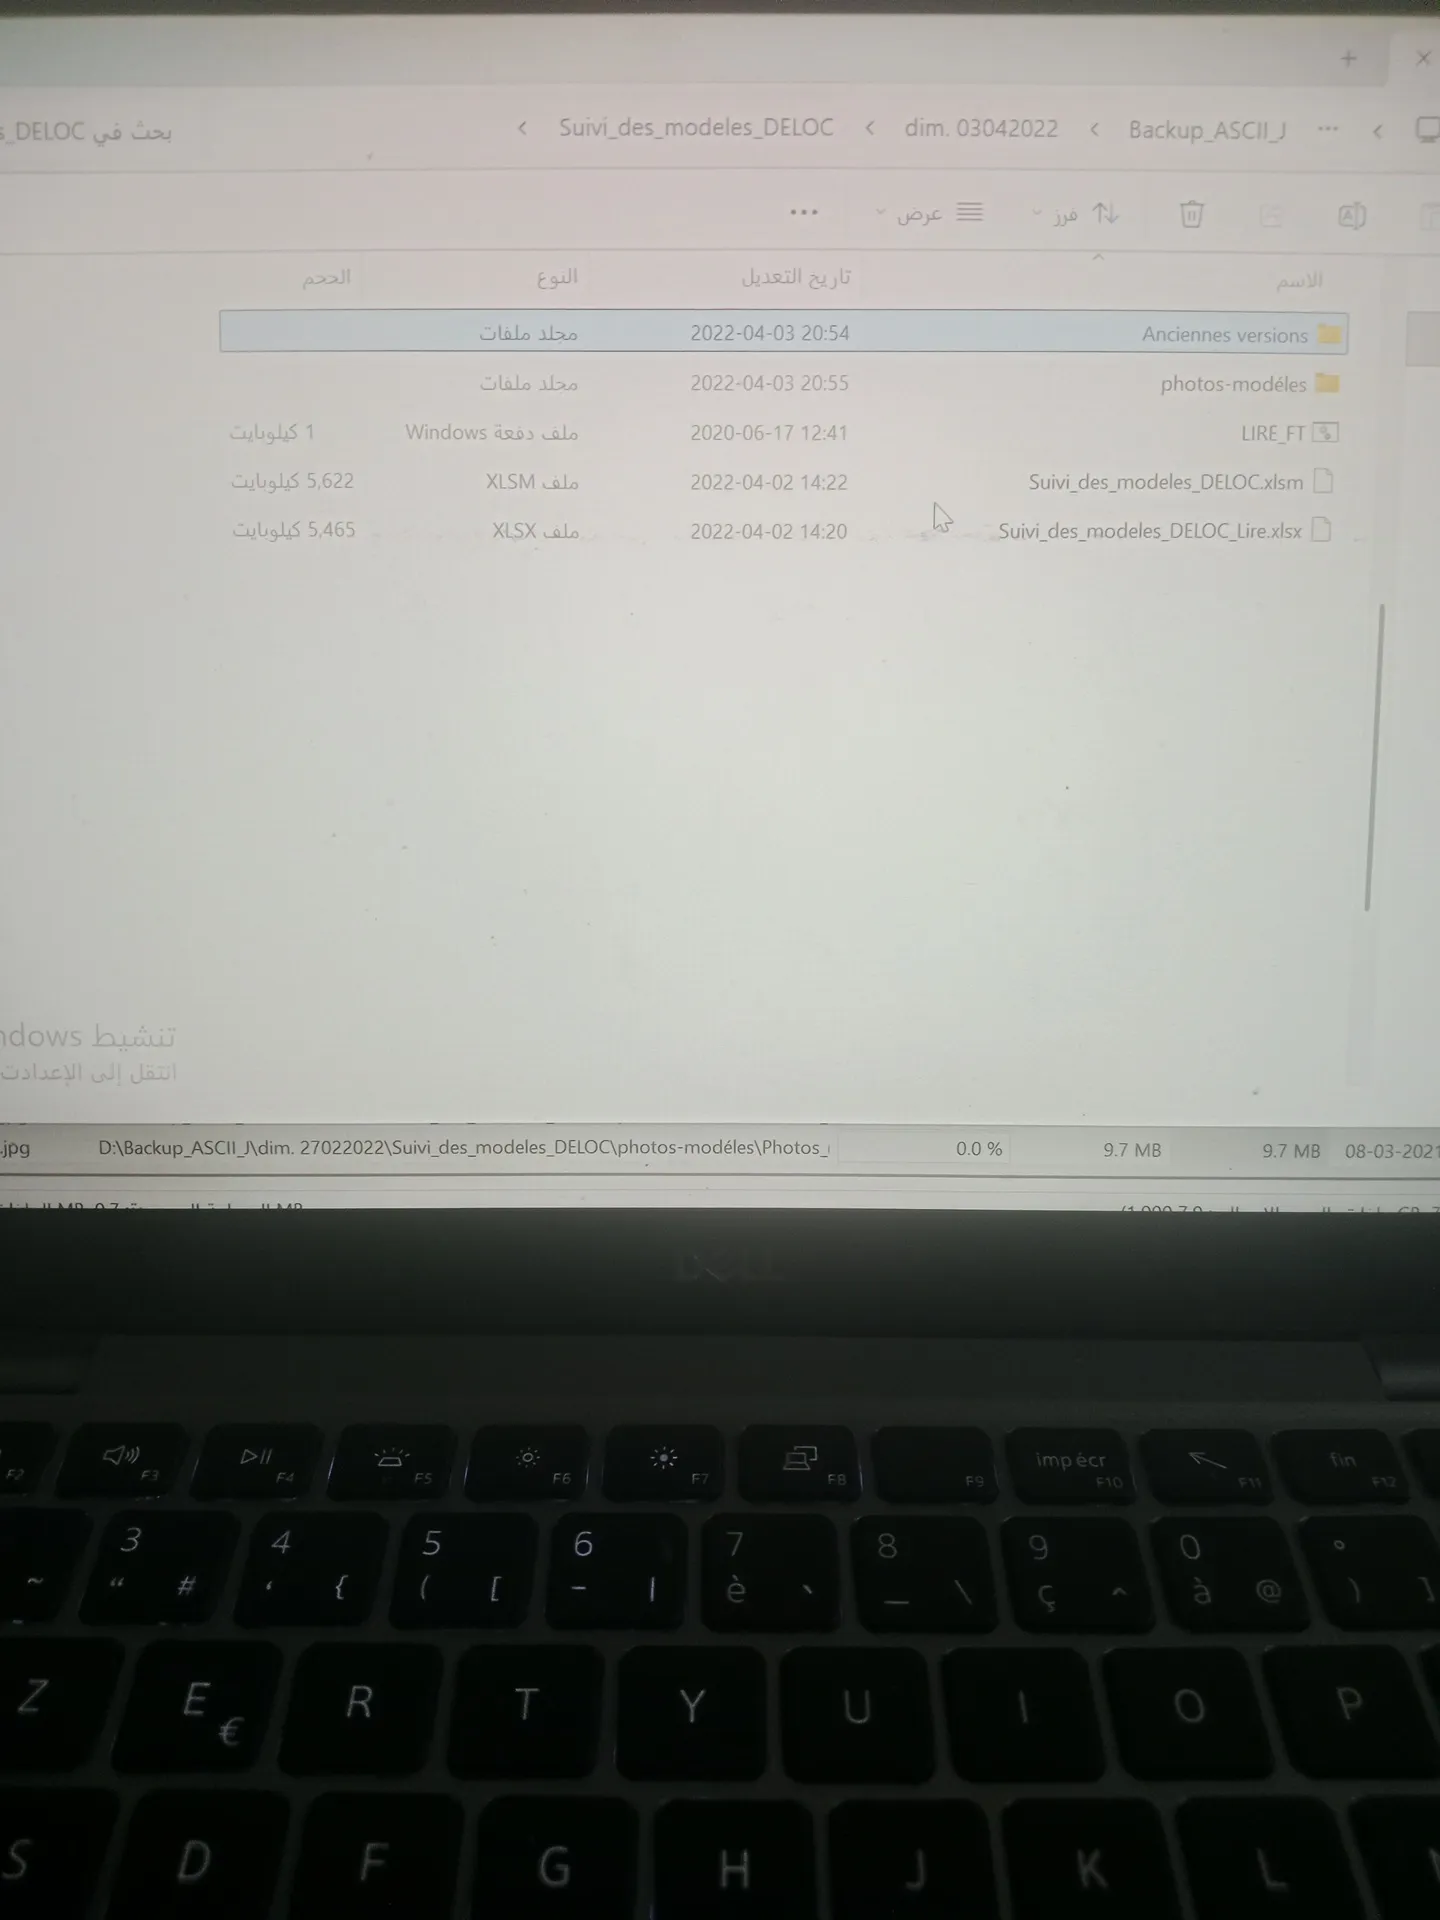 Backup_ASCII_J < dim. 03042022 < Suivi_des_modeles_DELOC < بحث في s_DELOC
فرز عرض
الاسم تاريخ التعديل النوع الحجم
Anciennes versions 2022-04-03 20:54 مجلد ملفات
photos-modéles 2022-04-03 20:55 مجلد ملفات
LIRE_FT 2020-06-17 12:41 ملف دفعة Windows 1 كيلوبايت
Suivi_des_modeles_DELOC.xlsm 2022-04-02 14:22 ملف XLSM 5,622 كيلوبايت
Suivi_des_modeles_DELOC_Lire.xlsx 2022-04-02 14:20 ملف XLSX 5,465 كيلوبايت
تنشيط ndows
انتقل إلى الإعدادت
.jpg D:\Backup_ASCII_J\dim. 27022022\Suivi_des_modeles_DELOC\photos-modéles\Photos_ 0.0 % 9.7 MB 9.7 MB 08-03-2021
DELL
F2 F3 F4 F5 F6 F7 F8 F9 imp écr F10 F11 fin F12
3 4 5 6 7 8 9 0 °
~ " # ' { ( [ - | è ` _ \ ç ^ à @ ) ]
Z E € R T Y U I O P
S D F G H J K L